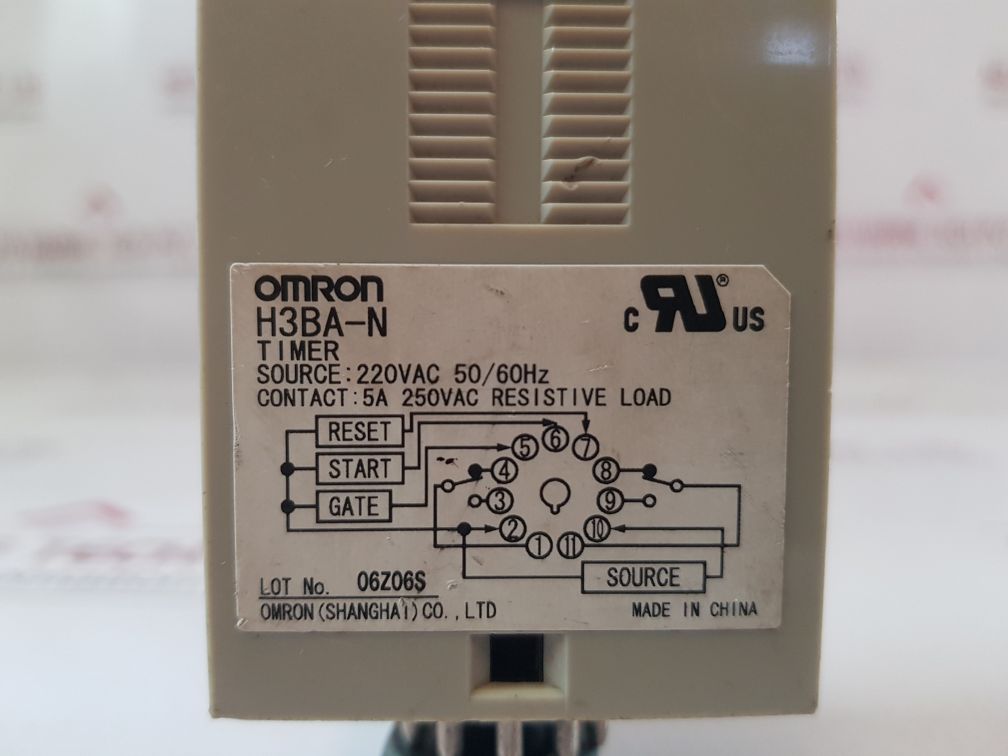 OMRON
H3BA-N
TIMER
SOURCE:220VAC 50/60Hz
CONTACT:5A 250VAC RESISTIVE LOAD
C RU® US
RESET
START
GATE
5 6 7
4 8
3 9
2 10
1 11
SOURCE
LOT No. 06Z06S
OMRON(SHANGHAI)CO.,LTD
MADE IN CHINA